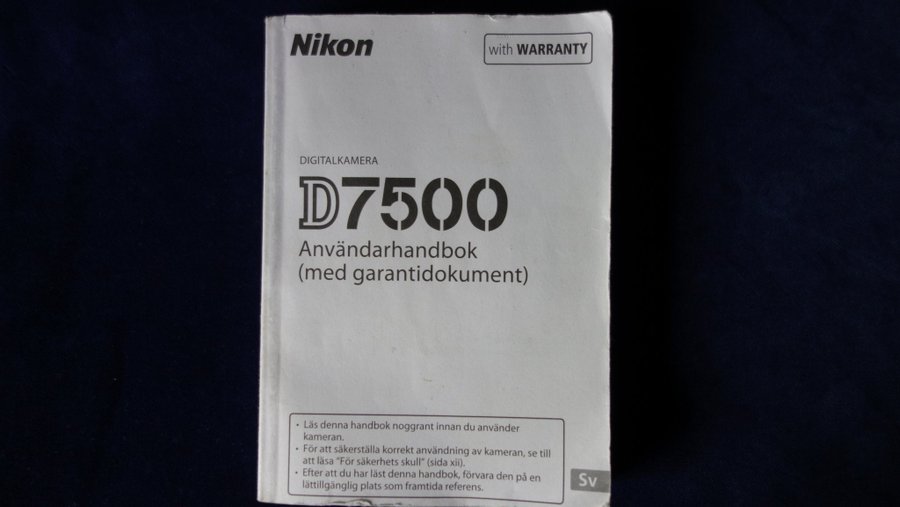 Nikon
with WARRANTY
DIGITALKAMERA
D7500
Användarhandbok
(med garantidokument)
• Läs denna handbok noggrant innan du använder
kameran.
• För att säkerställa korrekt användning av kameran, se till
att läsa "För säkerhets skull" (sida xii).
• Efter att du har läst denna handbok, förvara den på en
lättillgänglig plats som framtida referens.
Sv